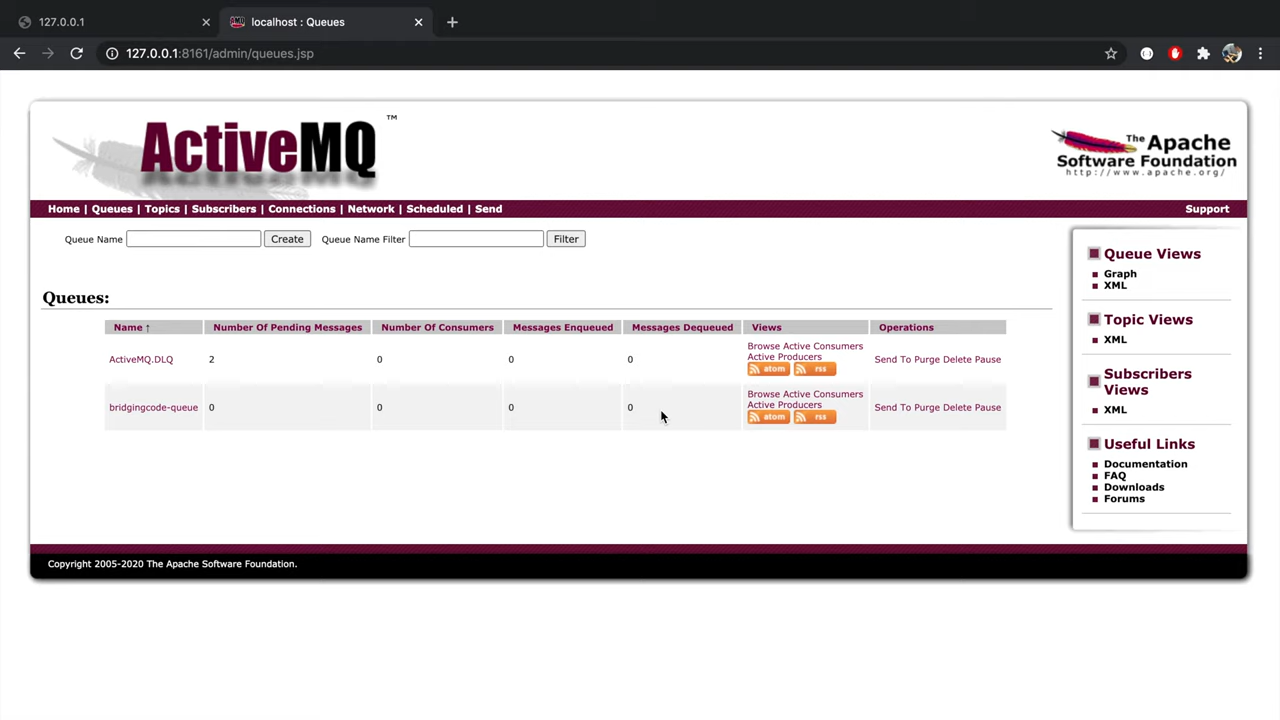 127.0.0.1
localhost : Queues
127.0.0.1:8161/admin/queues.jsp
ActiveMQ ™
The Apache
Software Foundation
http://www.apache.org/
Home | Queues | Topics | Subscribers | Connections | Network | Scheduled | Send
Support
Queue Name Create Queue Name Filter Filter
Queues:
Name ↑ Number Of Pending Messages Number Of Consumers Messages Enqueued Messages Dequeued Views Operations
ActiveMQ.DLQ 2 0 0 0 Browse Active Consumers Send To Purge Delete Pause
Active Producers
atom rss
bridgingcode-queue 0 0 0 0 Browse Active Consumers Send To Purge Delete Pause
Active Producers
atom rss
Queue Views
Graph
XML
Topic Views
XML
Subscribers
Views
XML
Useful Links
Documentation
FAQ
Downloads
Forums
Copyright 2005-2020 The Apache Software Foundation.